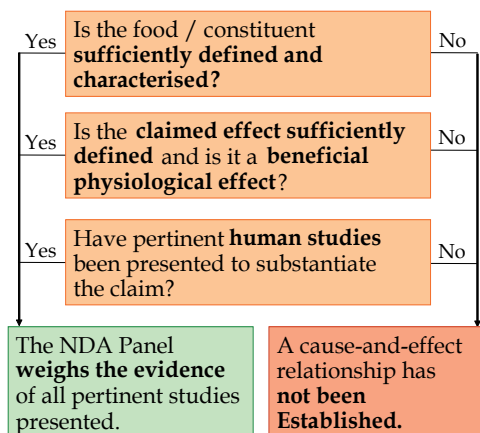 Yes
Is the food / constituent
sufficiently defined and
characterised?
No
Yes
Is the claimed effect sufficiently
defined and is it a beneficial
physiological effect?
No
Yes
Have pertinent human studies
been presented to substantiate
the claim?
No
The NDA Panel
weighs the evidence
of all pertinent studies
presented.
A cause-and-effect
relationship has
not been
Established.